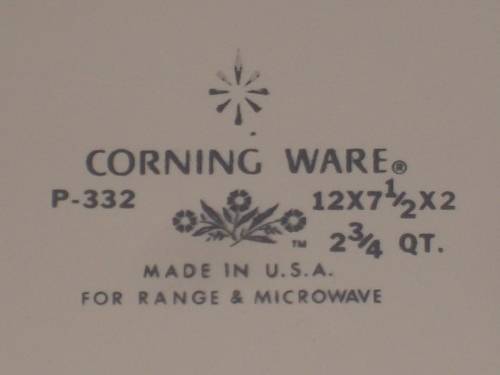 CORNING WARE®
P-332 12X7½X2
™ 2¾ QT.
MADE IN U.S.A.
FOR RANGE & MICROWAVE